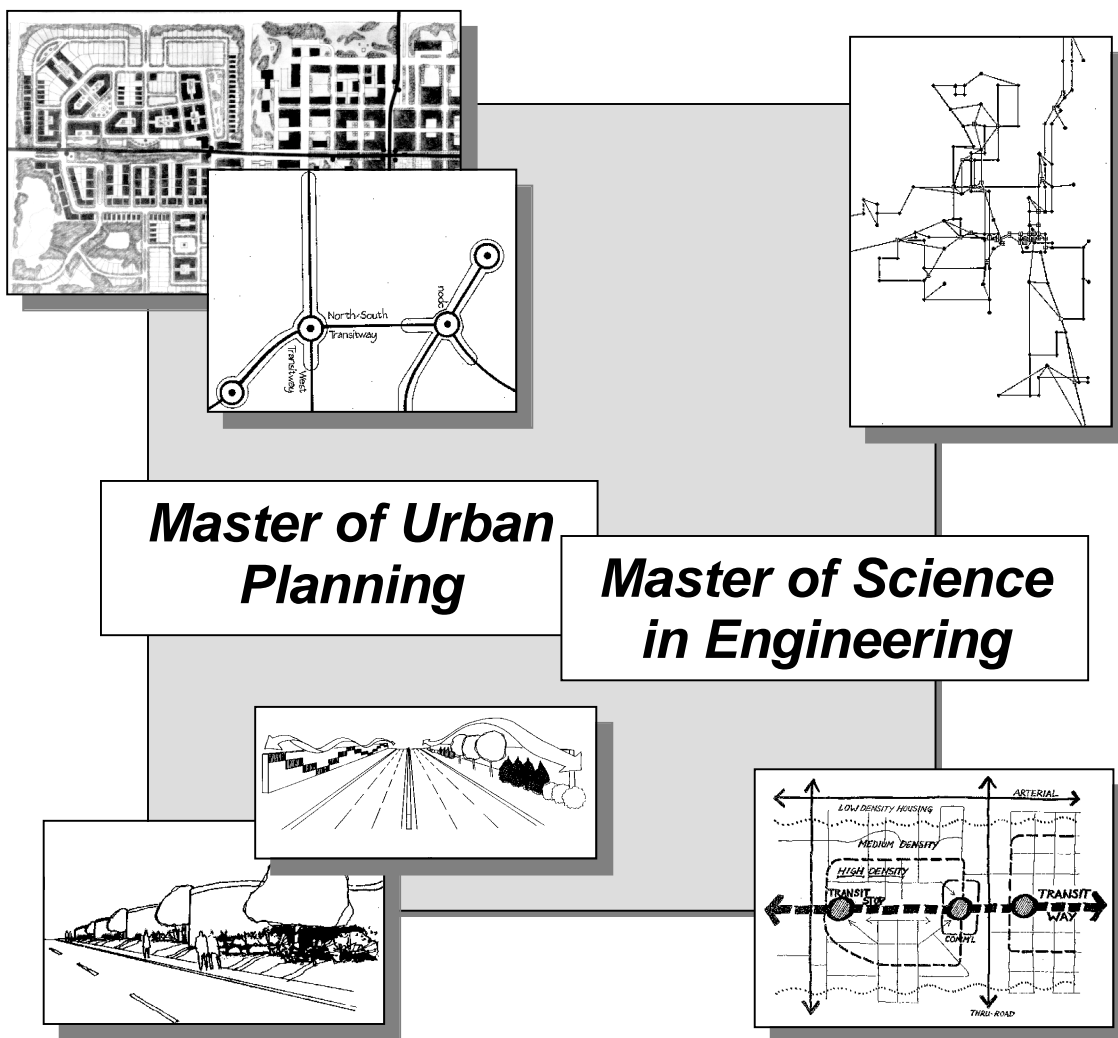 North-South
Transitway
node
West
Transitway
Master of Urban
Planning
Master of Science
in Engineering
ARTERIAL
LOW DENSITY HOUSING
MEDIUM DENSITY
HIGH DENSITY
TRANSIT
STOP
TRANSIT
WAY
COMM'L
THRU-ROAD